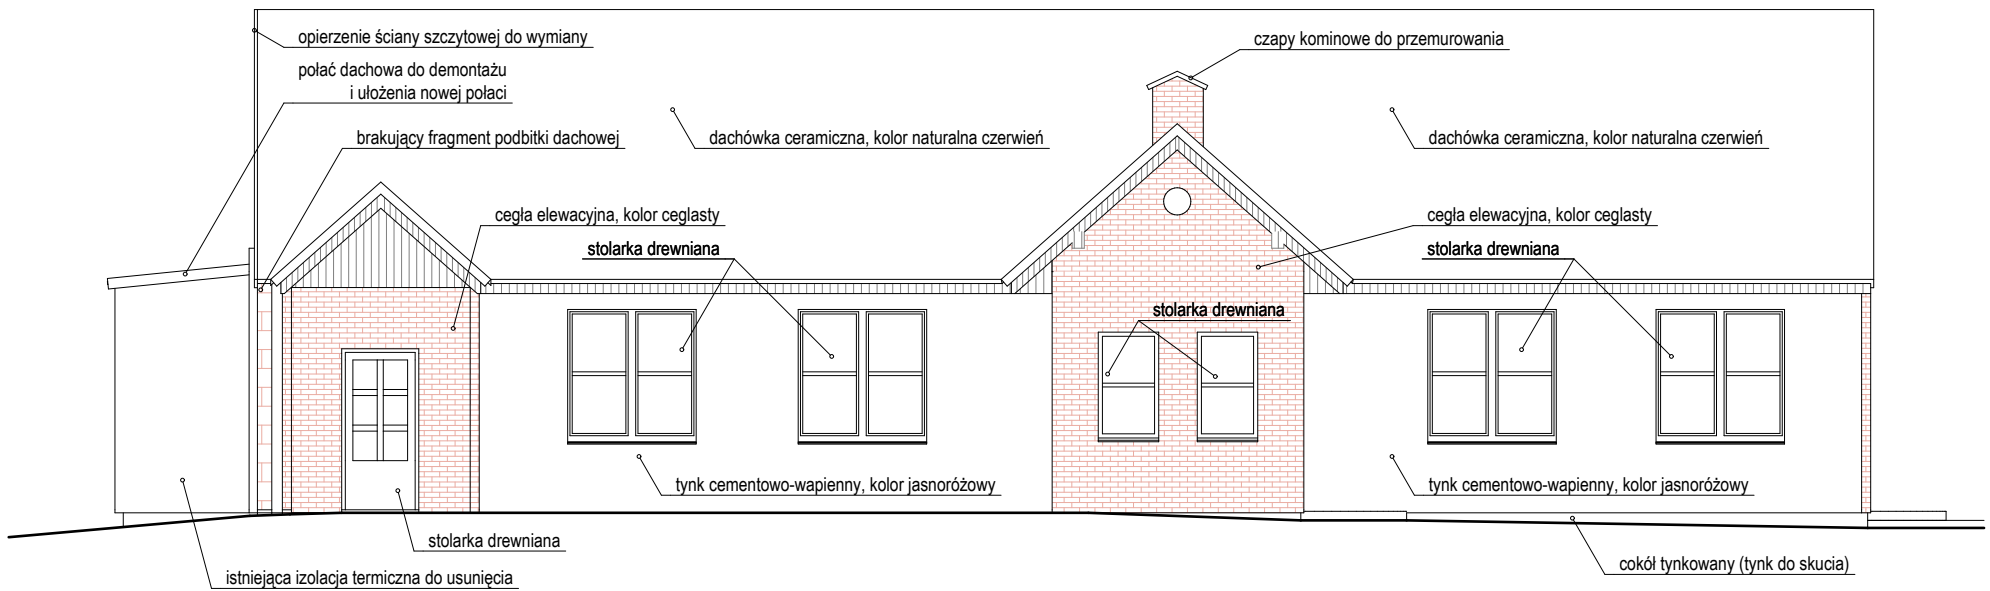 opierzenie ściany szczytowej do wymiany
czapy kominowe do przemurowania
połać dachowa do demontażu
i ułożenia nowej połaci
brakujący fragment podbitki dachowej
dachówka ceramiczna, kolor naturalna czerwień
dachówka ceramiczna, kolor naturalna czerwień
cegła elewacyjna, kolor ceglasty
cegła elewacyjna, kolor ceglasty
stolarka drewniana
stolarka drewniana
stolarka drewniana
tynk cementowo-wapienny, kolor jasnoróżowy
tynk cementowo-wapienny, kolor jasnoróżowy
stolarka drewniana
cokół tynkowany (tynk do skucia)
istniejąca izolacja termiczna do usunięcia